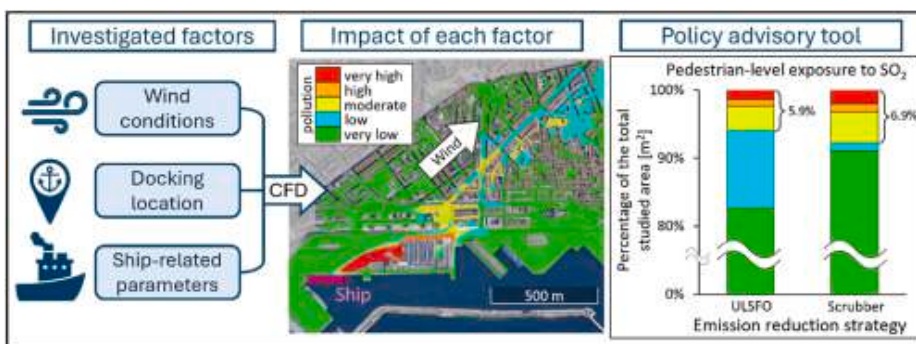 Investigated factors
Wind
conditions
Docking
location
Ship-related
parameters
CFD
Impact of each factor
pollution
very high
high
moderate
low
very low
Wind
Ship
500 m
Policy advisory tool
Pedestrian-level exposure to SO₂
Percentage of the total
studied area [m²]
100%
90%
80%
0%
5.9%
6.9%
ULSFO
Scrubber
Emission reduction strategy